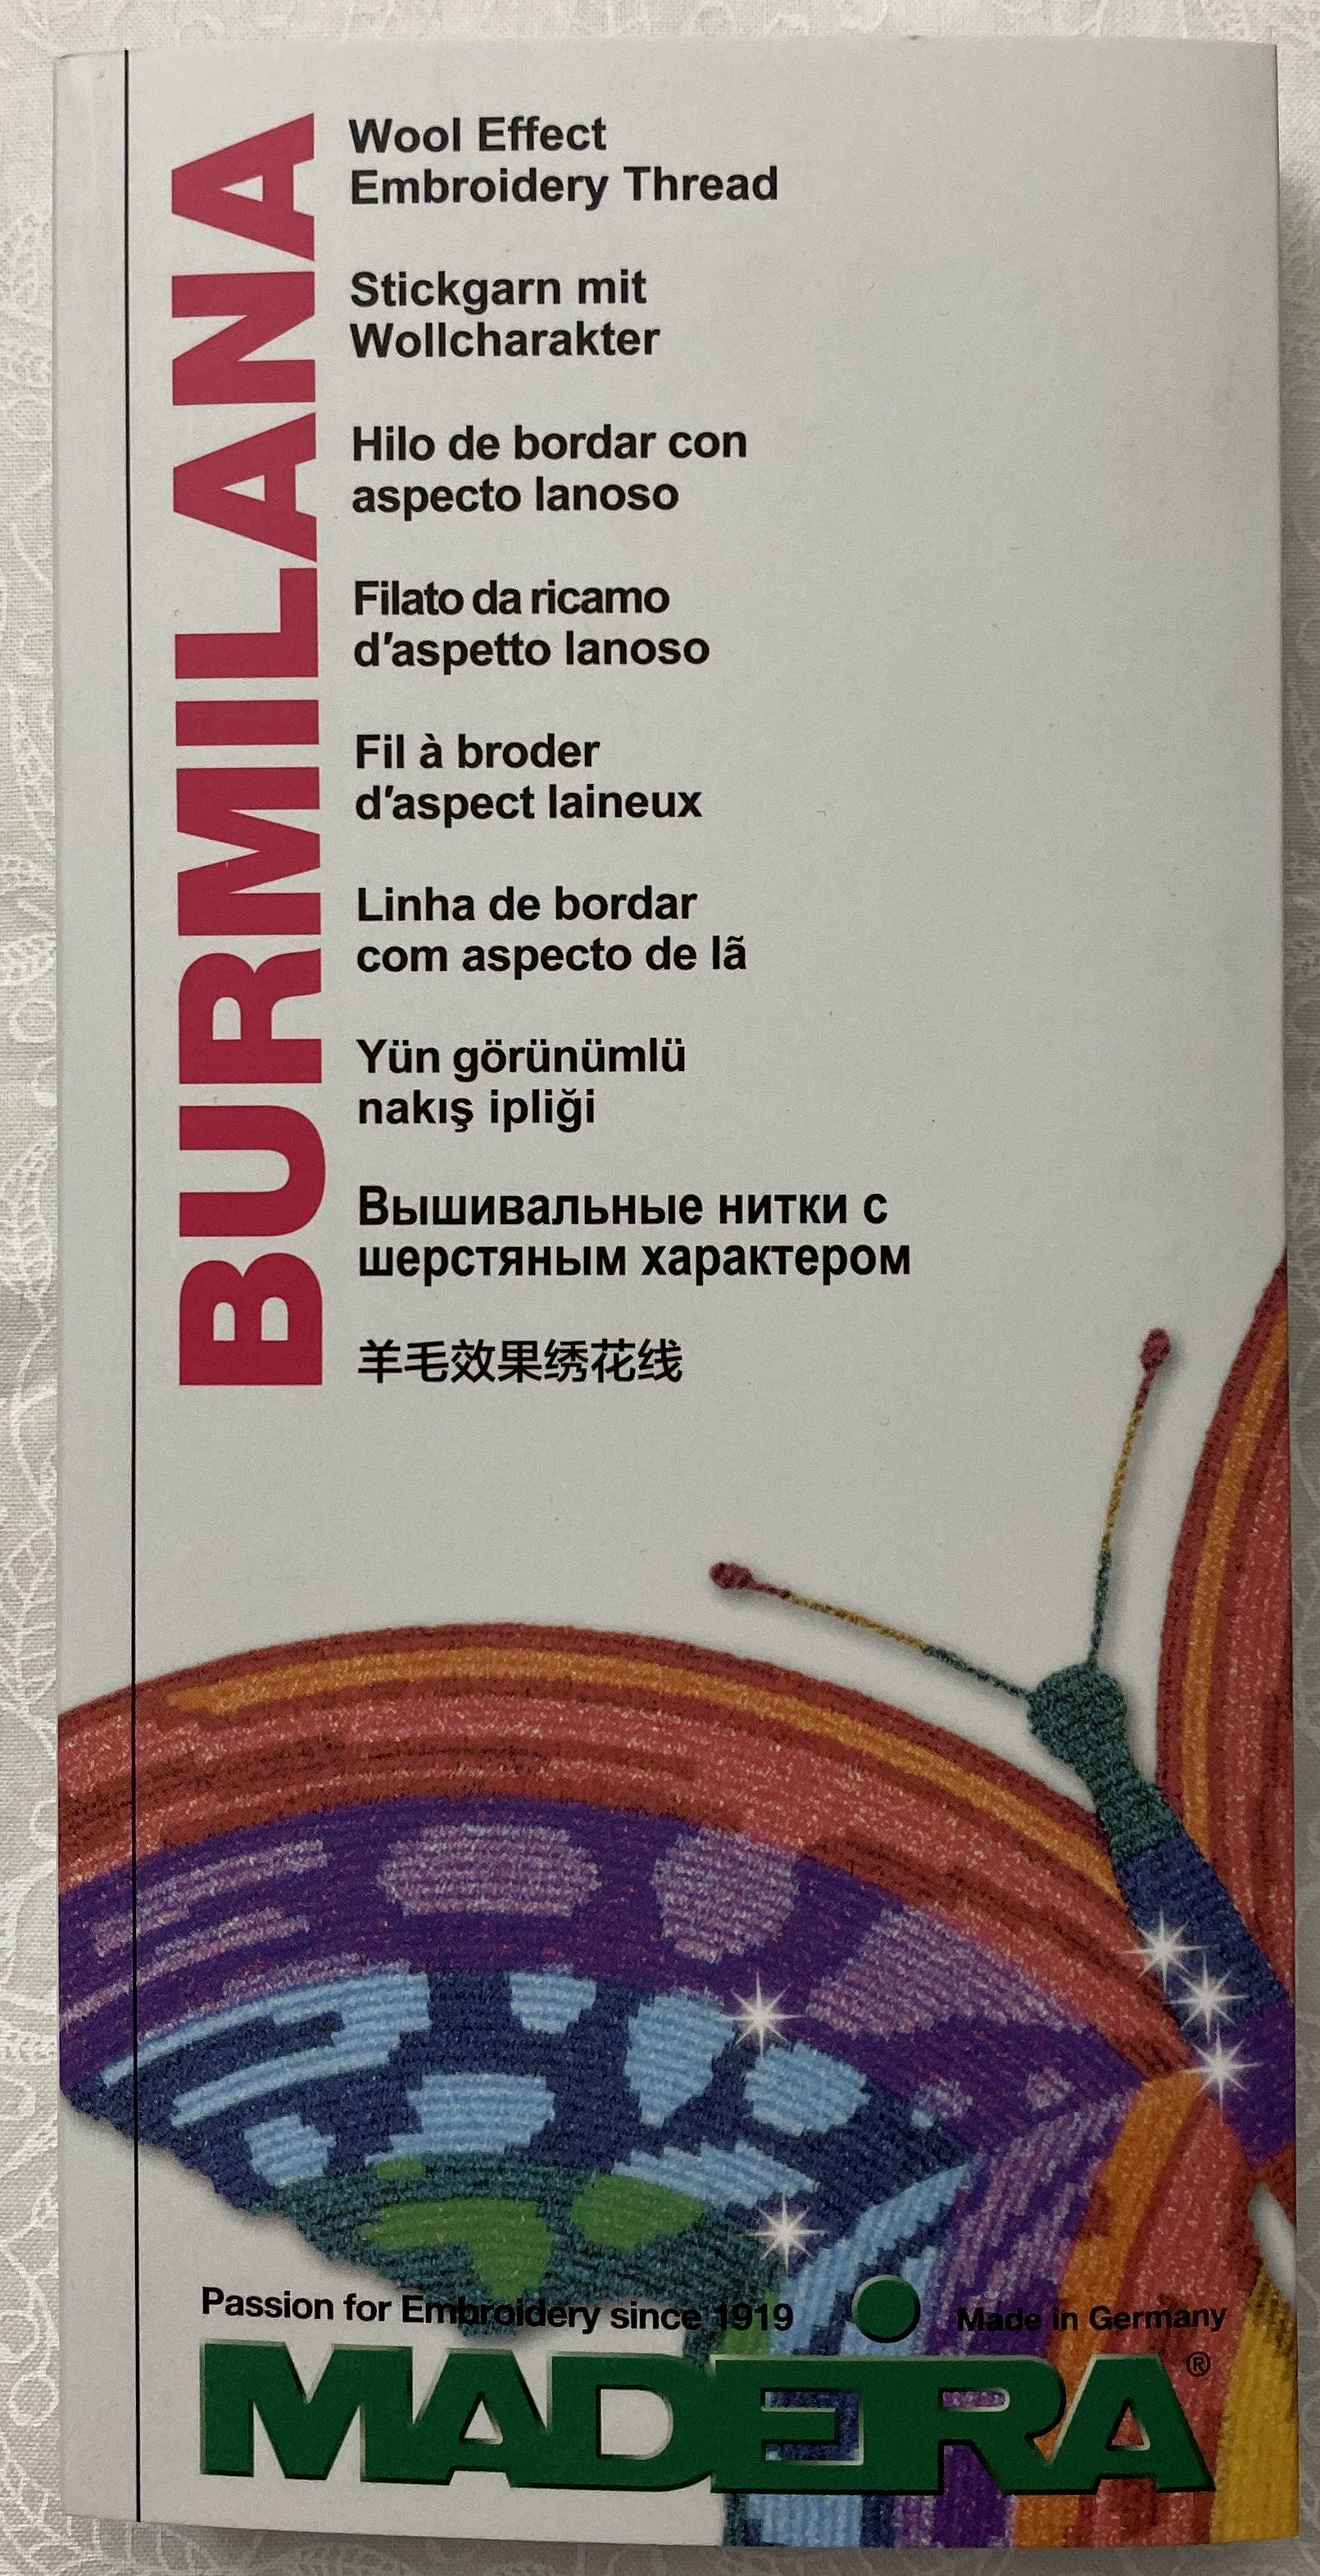 BURMILANA
Wool Effect
Embroidery Thread
Stickgarn mit
Wollcharakter
Hilo de bordar con
aspecto lanoso
Filato da ricamo
d'aspetto lanoso
Fil à broder
d'aspect laineux
Linha de bordar
com aspecto de lã
Yün görünümlü
nakış ipliği
Вышивальные нитки с
шерстяным характером
羊毛效果绣花线
Passion for Embroidery since 1919
Made in Germany
MADEIRA®